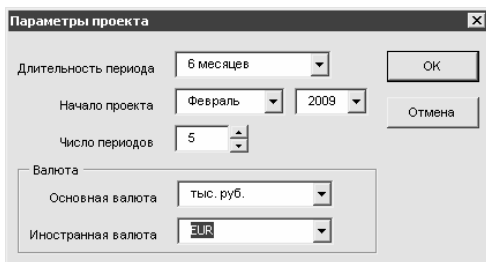 Параметры проекта
Длительность периода 6 месяцев OK
Начало проекта Февраль 2009 Отмена
Число периодов 5
Валюта
Основная валюта тыс. руб.
Иностранная валюта EUR